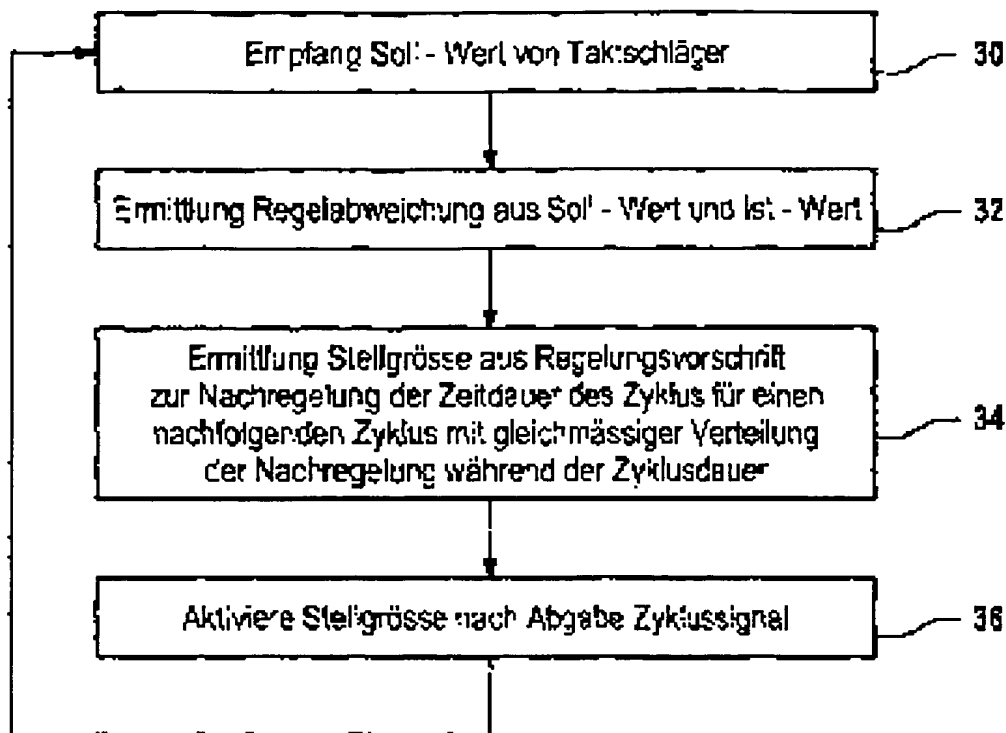 Empfang Soll - Wert von Taktschläger
30
Ermittlung Regelabweichung aus Soll - Wert und Ist - Wert
32
Ermittlung Stellgrösse aus Regelungsvorschrift
zur Nachregelung der Zeitdauer des Zyklus für einen
nachfolgenden Zyklus mit gleichmässiger Verteilung
der Nachregelung während der Zyklusdauer
34
Aktiviere Stellgrösse nach Abgabe Zyklussignal
36